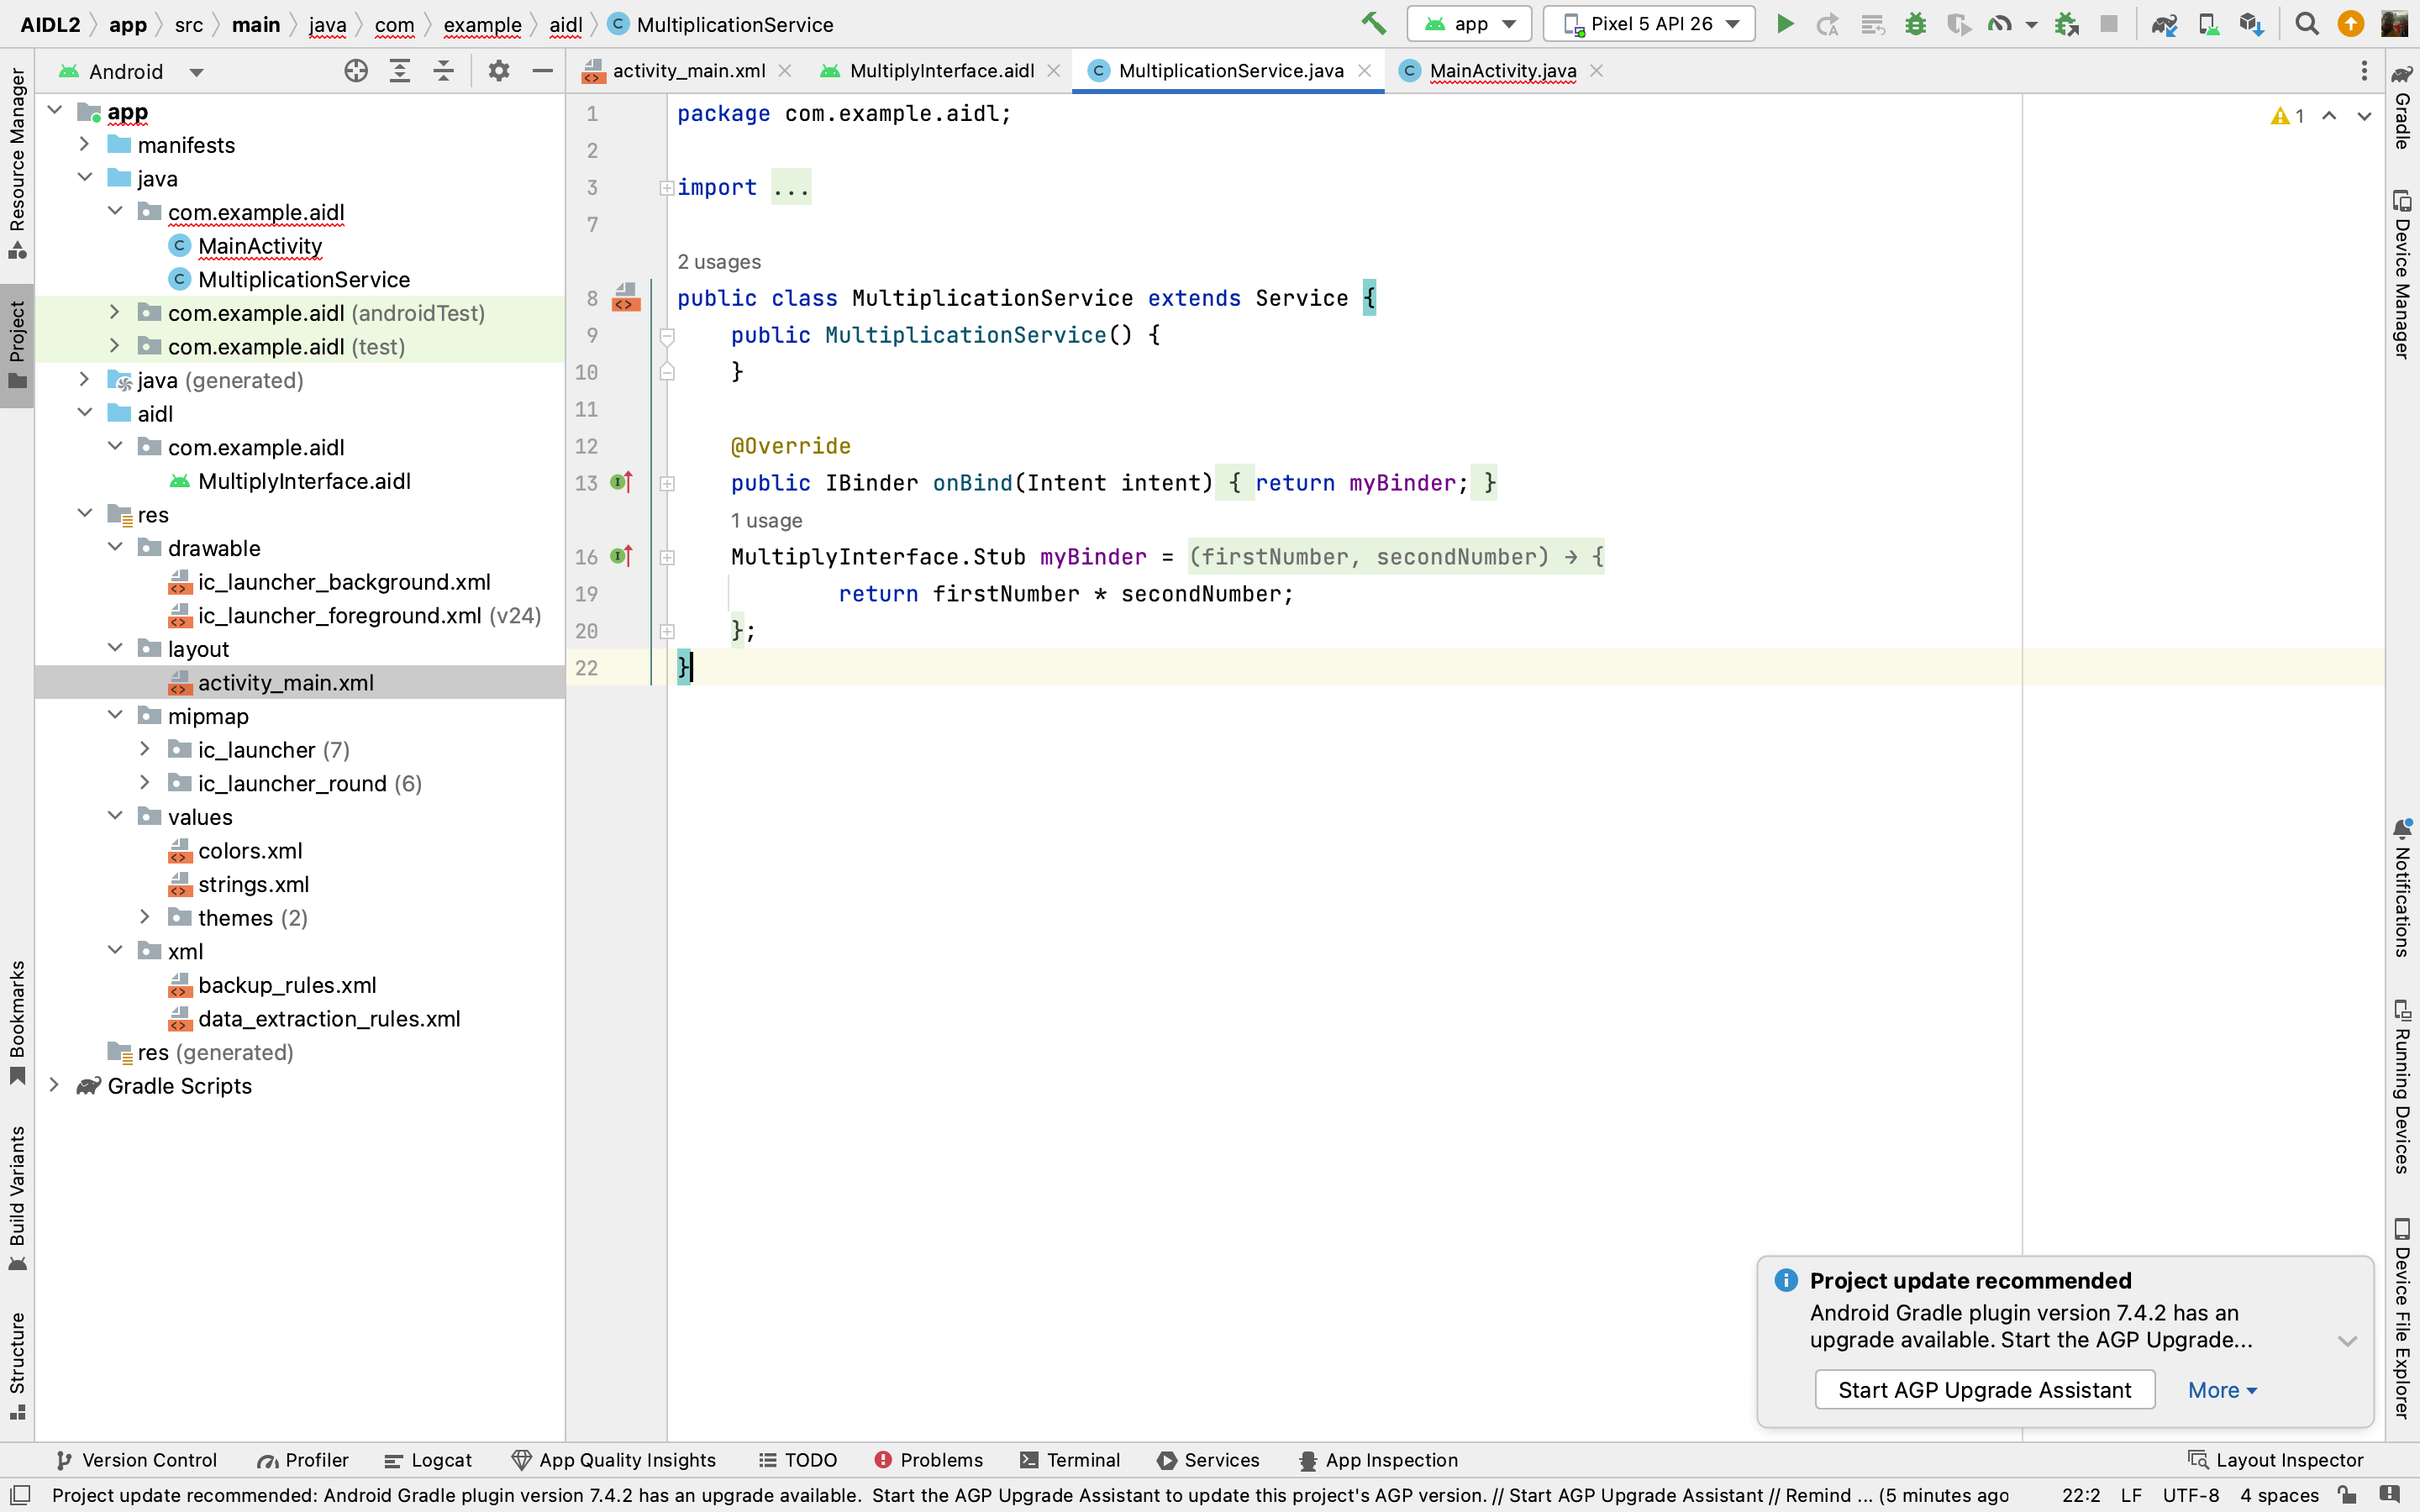 AIDL2 app src main java com example aidl MultiplicationService app Pixel 5 API 26
Android
activity_main.xml MultiplyInterface.aidl MultiplicationService.java MainActivity.java
app
manifests
java
com.example.aidl
MainActivity
MultiplicationService
com.example.aidl (androidTest)
com.example.aidl (test)
java (generated)
aidl
com.example.aidl
MultiplyInterface.aidl
res
drawable
ic_launcher_background.xml
ic_launcher_foreground.xml (v24)
layout
activity_main.xml
mipmap
ic_launcher (7)
ic_launcher_round (6)
values
colors.xml
strings.xml
themes (2)
xml
backup_rules.xml
data_extraction_rules.xml
res (generated)
Gradle Scripts
1 package com.example.aidl;
2
3 import ...
7
2 usages
8 public class MultiplicationService extends Service {
9 public MultiplicationService() {
10 }
11
12 @Override
13 public IBinder onBind(Intent intent) { return myBinder; }
1 usage
16 MultiplyInterface.Stub myBinder = (firstNumber, secondNumber) → {
19 return firstNumber * secondNumber;
20 };
22 }
1
Resource Manager
Project
Bookmarks
Build Variants
Structure
Gradle
Device Manager
Notifications
Running Devices
Device File Explorer
Project update recommended
Android Gradle plugin version 7.4.2 has an
upgrade available. Start the AGP Upgrade...
Start AGP Upgrade Assistant More
Version Control Profiler Logcat App Quality Insights TODO Problems Terminal Services App Inspection Layout Inspector
Project update recommended: Android Gradle plugin version 7.4.2 has an upgrade available. Start the AGP Upgrade Assistant to update this project's AGP version. // Start AGP Upgrade Assistant // Remind ... (5 minutes ago 22:2 LF UTF-8 4 spaces